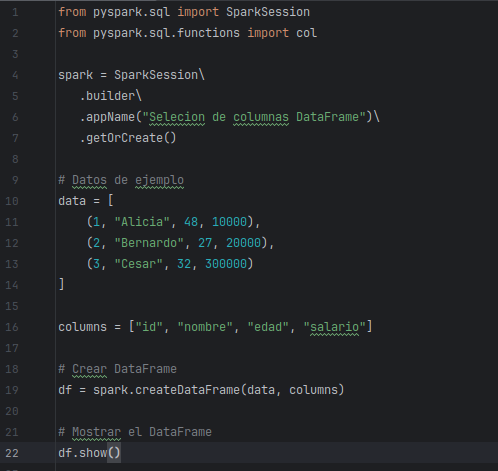 1 from pyspark.sql import SparkSession
2 from pyspark.sql.functions import col
3
4 spark = SparkSession\
5 .builder\
6 .appName("Selecion de columnas DataFrame")\
7 .getOrCreate()
8
9 # Datos de ejemplo
10 data = [
11 (1, "Alicia", 48, 10000),
12 (2, "Bernardo", 27, 20000),
13 (3, "Cesar", 32, 300000)
14 ]
15
16 columns = ["id", "nombre", "edad", "salario"]
17
18 # Crear DataFrame
19 df = spark.createDataFrame(data, columns)
20
21 # Mostrar el DataFrame
22 df.show()